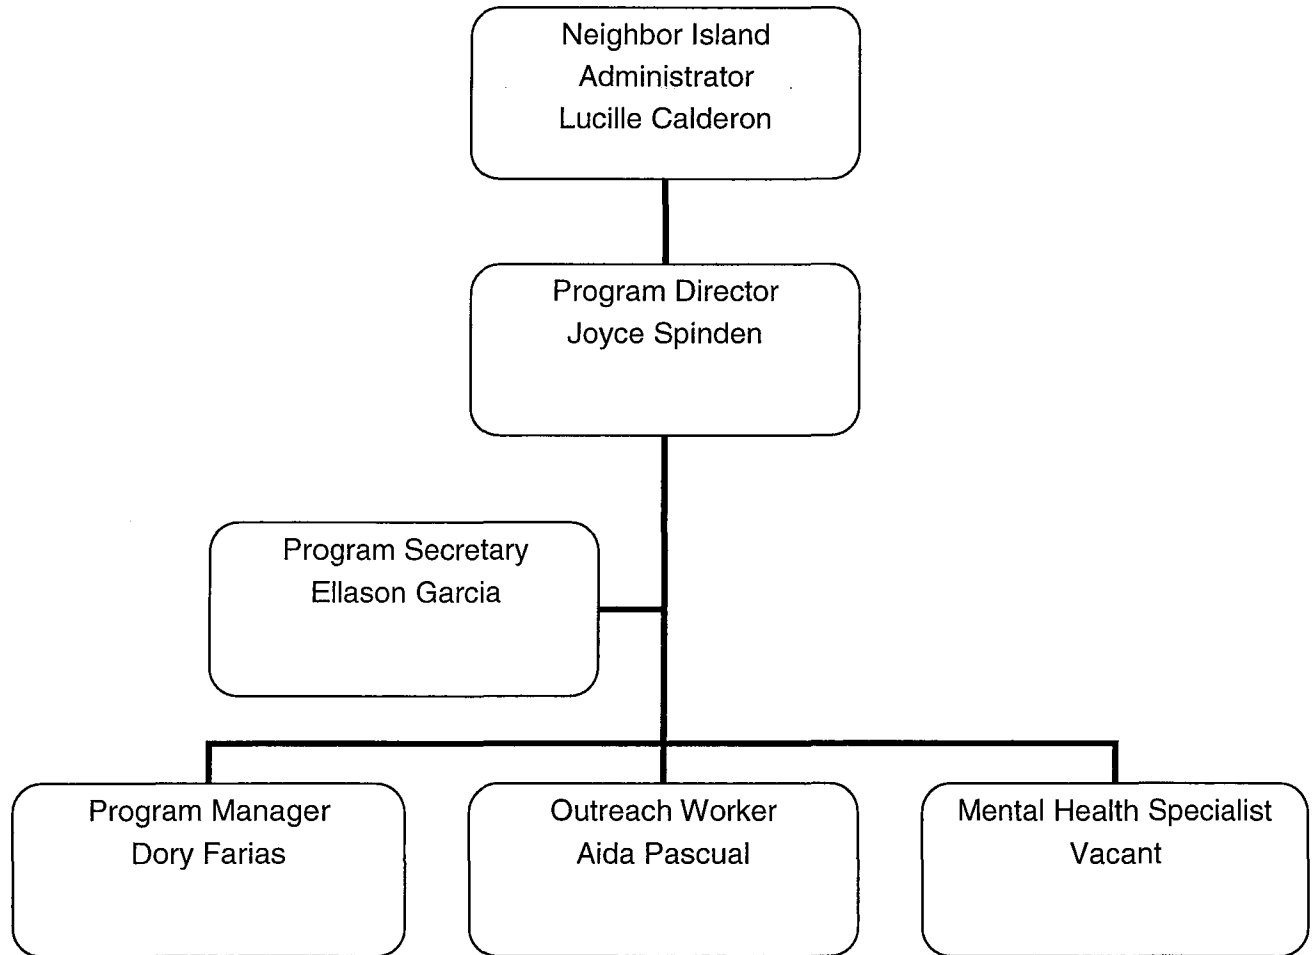 Neighbor Island
Administrator
Lucille Calderon
Program Director
Joyce Spinden
Program Secretary
Ellason Garcia
Program Manager
Dory Farias
Outreach Worker
Aida Pascual
Mental Health Specialist
Vacant